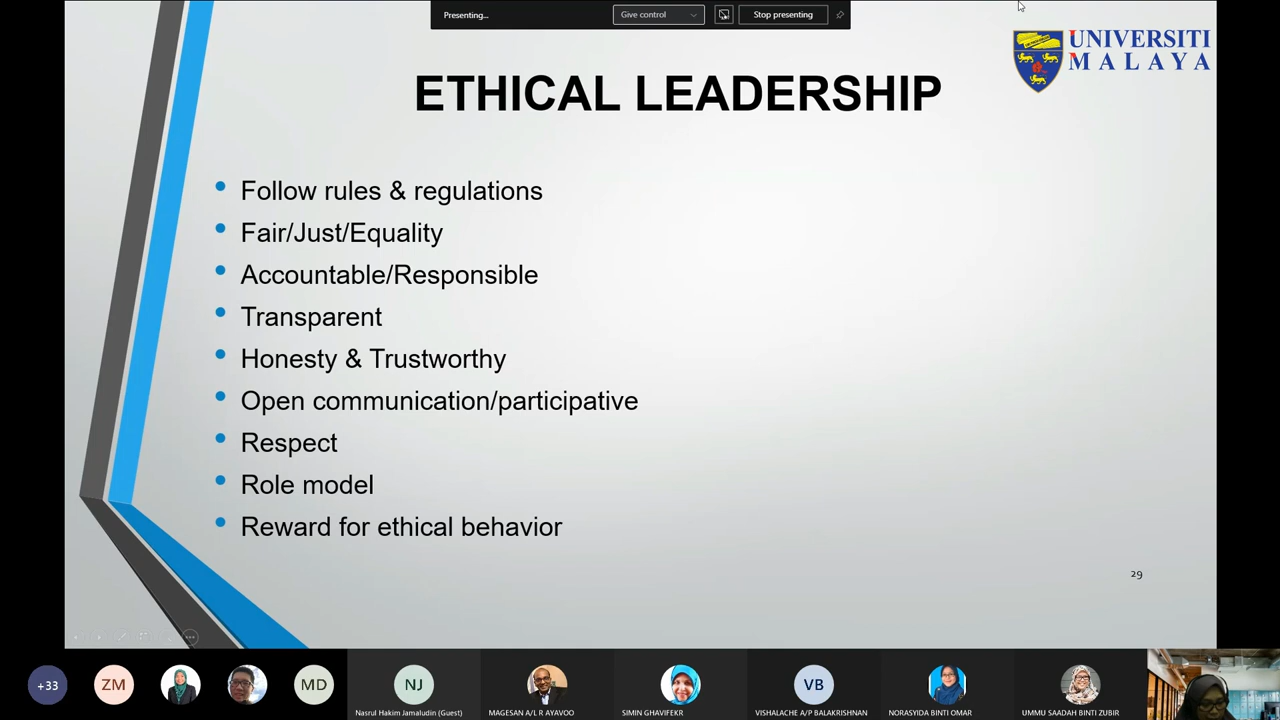 Presenting...
Give control
Stop presenting
UNIVERSITI
MALAYA
ETHICAL LEADERSHIP
Follow rules & regulations
Fair/Just/Equality
Accountable/Responsible
Transparent
Honesty & Trustworthy
Open communication/participative
Respect
Role model
Reward for ethical behavior
29
+33
ZM
MD
NJ
VB
Nasrul Hakim Jamaludin (Guest)
MAGESAN A/L R AYAVOO
SIMIN GHAVIFEKR
VISHALACHE A/P BALAKRISHNAN
NORASYIDA BINTI OMAR
UMMU SAADAH BINTI ZUBIR